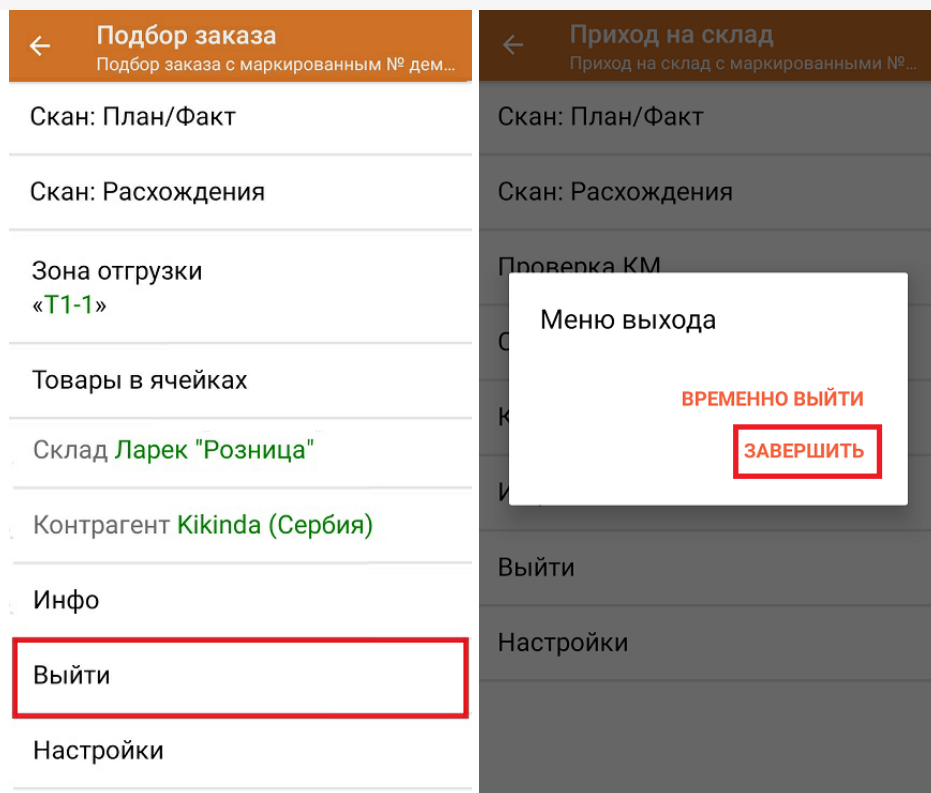 Подбор заказа
Подбор заказа с маркированным № дем...
Скан: План/Факт
Скан: Расхождения
Зона отгрузки
«Т1-1»
Товары в ячейках
Склад Ларек "Розница"
Контрагент Kikinda (Сербия)
Инфо
Выйти
Настройки
Приход на склад
Приход на склад с маркированными №...
Скан: План/Факт
Скан: Расхождения
Проверка КМ
Меню выхода
ВРЕМЕННО ВЫЙТИ
ЗАВЕРШИТЬ
Выйти
Настройки